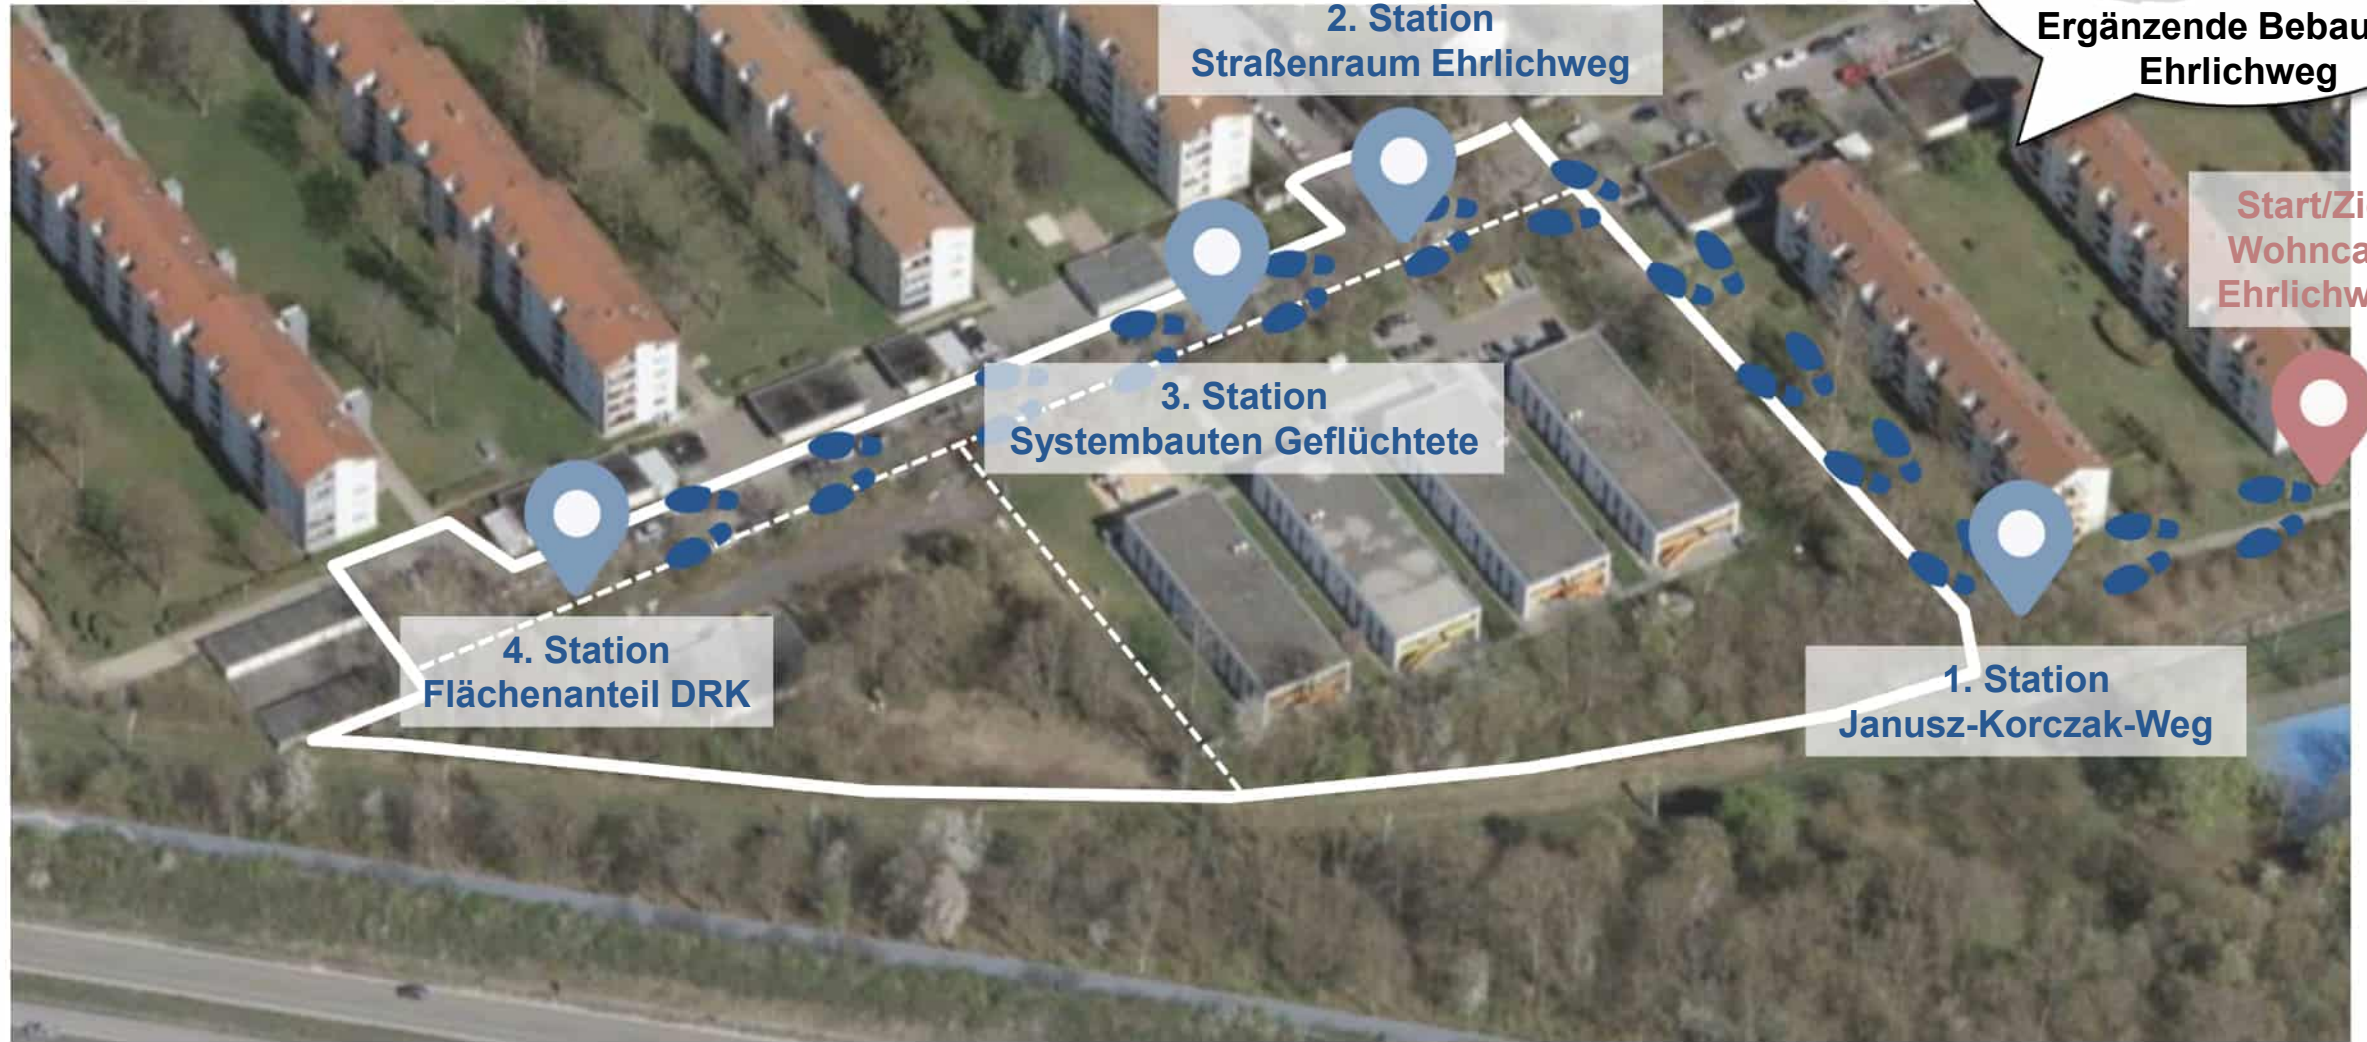 2. Station
Straßenraum Ehrlichweg
Ergänzende Bebau
Ehrlichweg
Start/Zi
Wohnca
Ehrlichw
3. Station
Systembauten Geflüchtete
4. Station
Flächenanteil DRK
1. Station
Janusz-Korczak-Weg